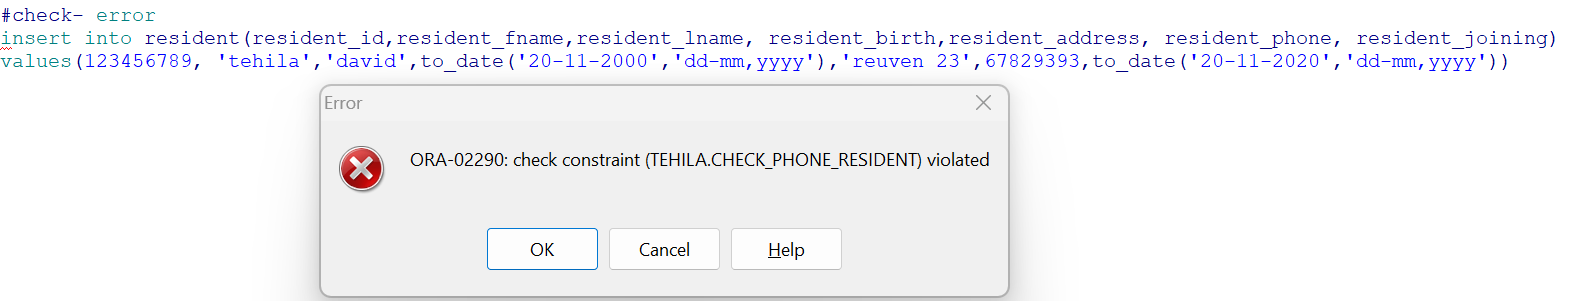 #check- error
insert into resident(resident_id,resident_fname,resident_lname, resident_birth,resident_address, resident_phone, resident_joining)
values(123456789, 'tehila','david',to_date('20-11-2000','dd-mm,yyyy'),'reuven 23',67829393,to_date('20-11-2020','dd-mm,yyyy'))
Error
ORA-02290: check constraint (TEHILA.CHECK_PHONE_RESIDENT) violated
OK Cancel Help